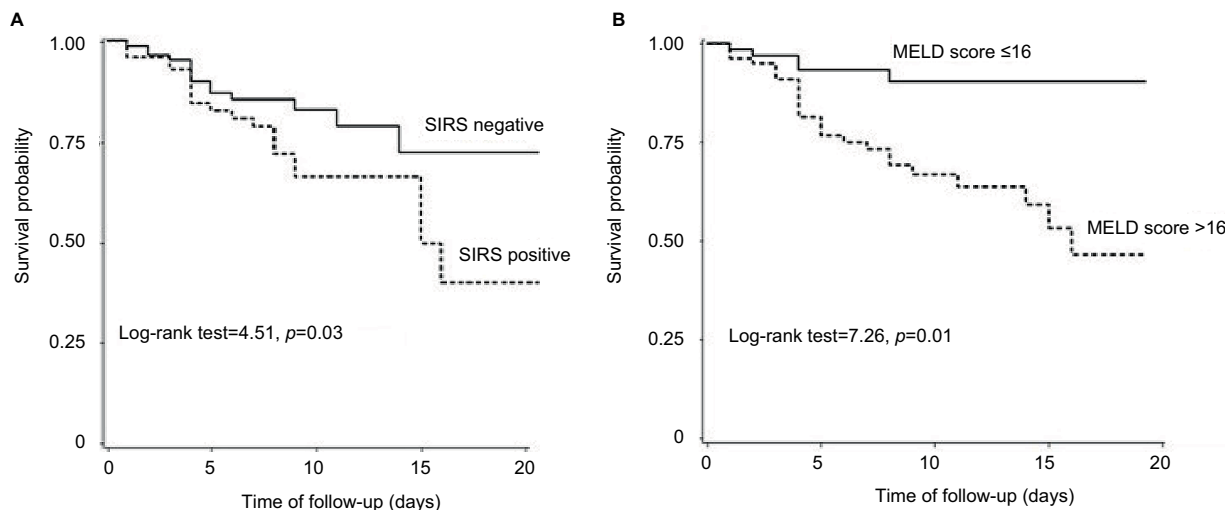 A
1.00
0.75
0.50
0.25
0
Survival probability
SIRS negative
SIRS positive
Log-rank test=4.51, p=0.03
0 5 10 15 20
Time of follow-up (days)
B
1.00
0.75
0.50
0.25
0
Survival probability
MELD score ≤16
MELD score >16
Log-rank test=7.26, p=0.01
0 5 10 15 20
Time of follow-up (days)